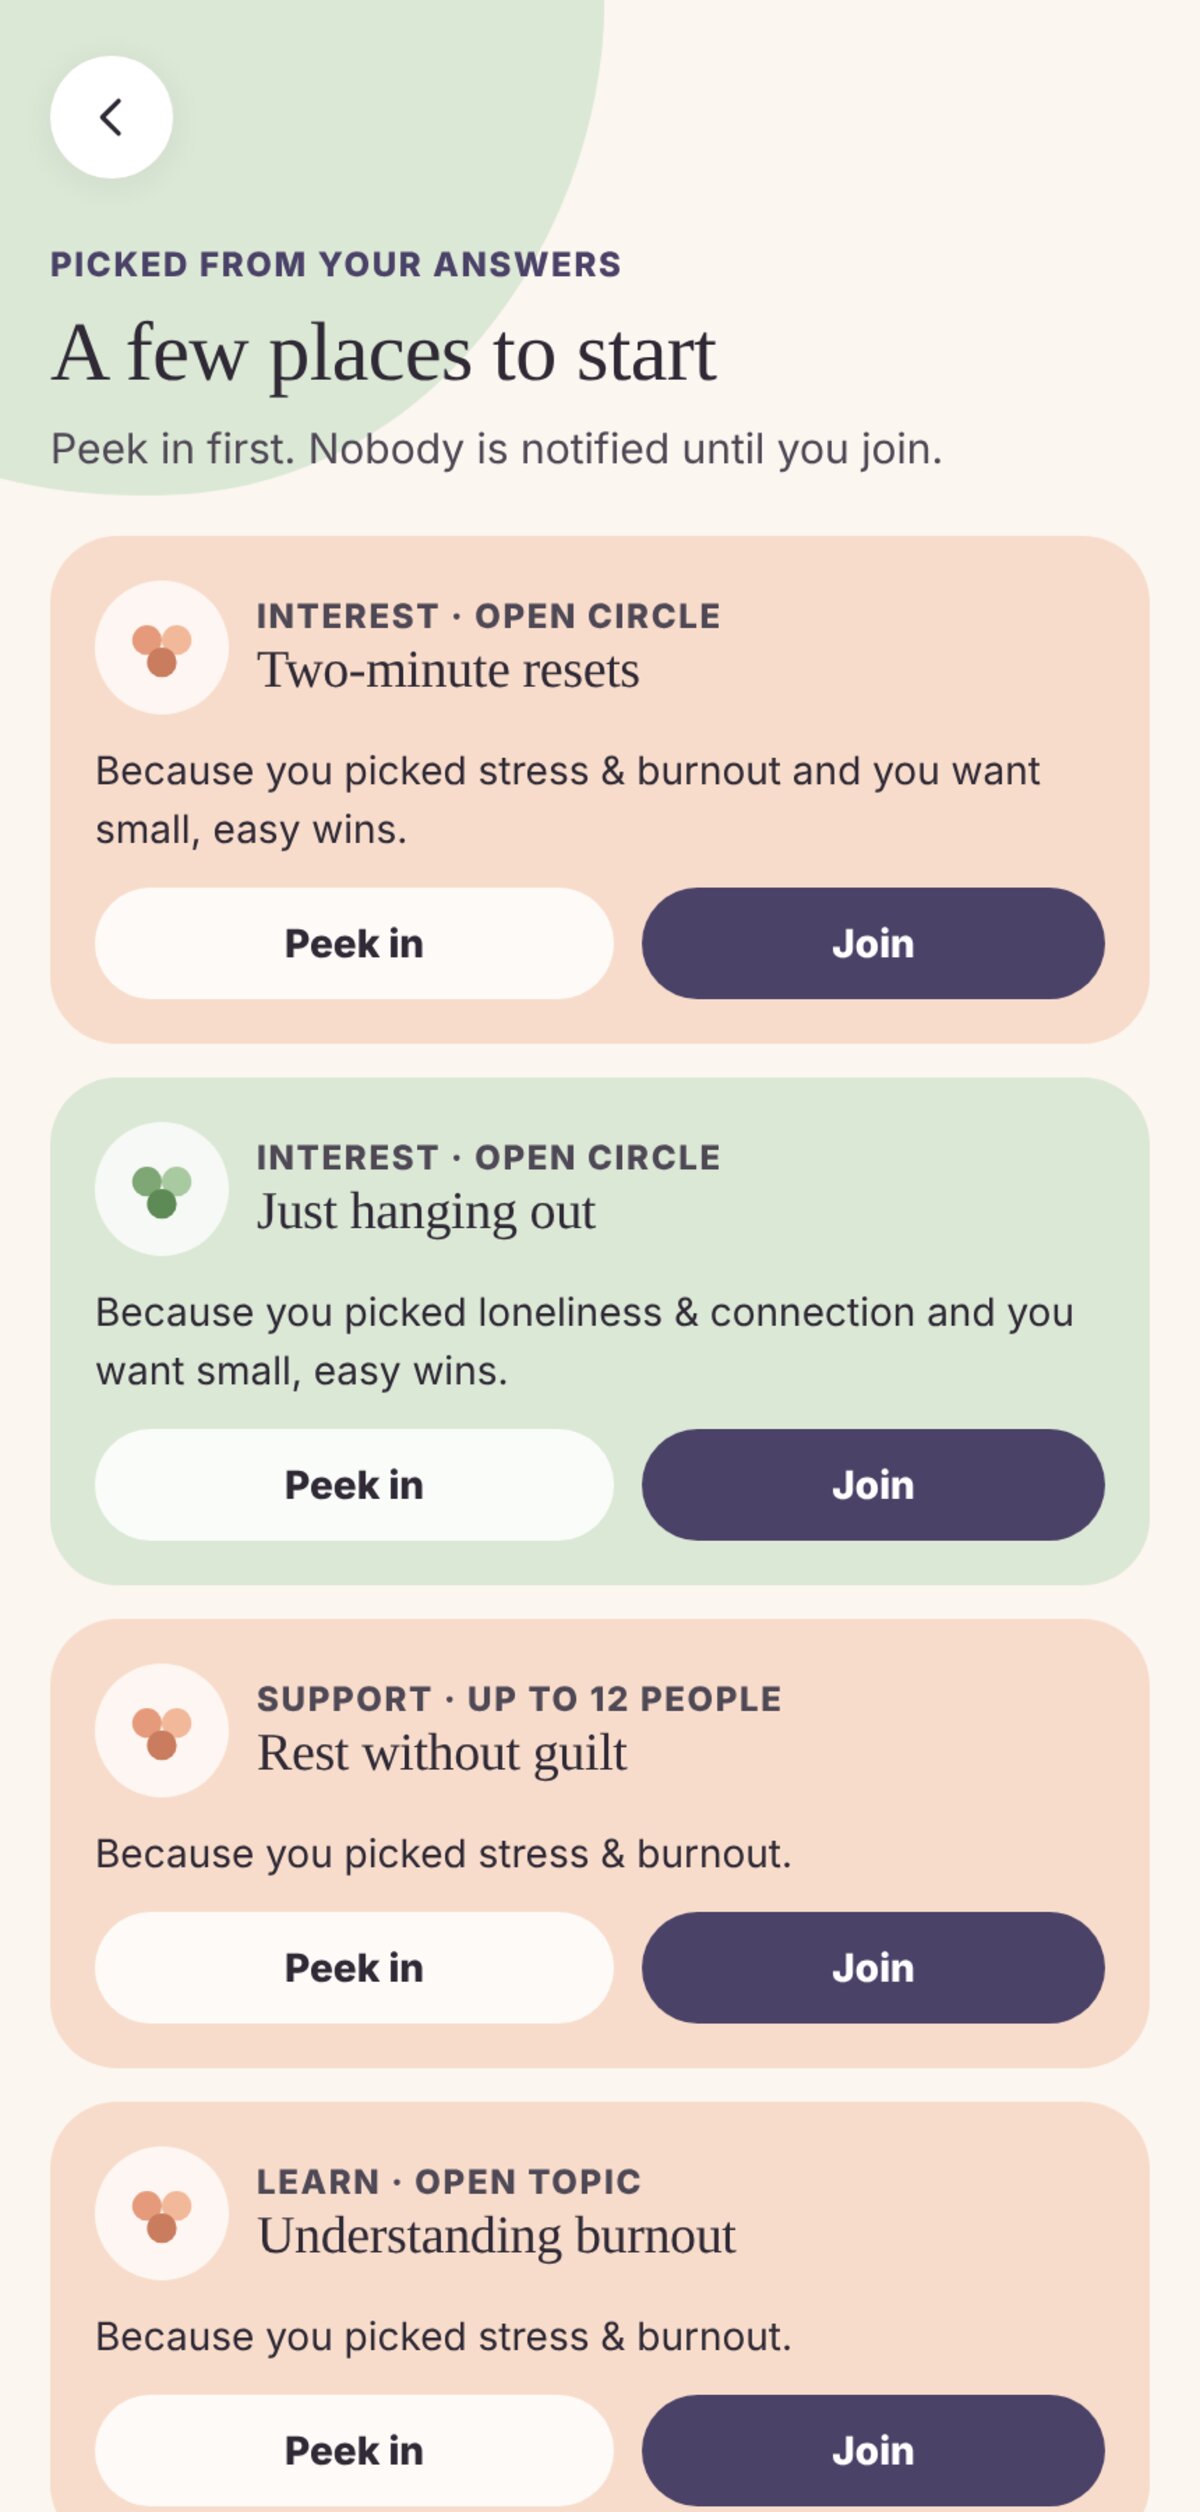 PICKED FROM YOUR ANSWERS
A few places to start
Peek in first. Nobody is notified until you join.
INTEREST · OPEN CIRCLE
Two-minute resets
Because you picked stress & burnout and you want
small, easy wins.
Peek in
Join
INTEREST · OPEN CIRCLE
Just hanging out
Because you picked loneliness & connection and you
want small, easy wins.
Peek in
Join
SUPPORT · UP TO 12 PEOPLE
Rest without guilt
Because you picked stress & burnout.
Peek in
Join
LEARN · OPEN TOPIC
Understanding burnout
Because you picked stress & burnout.
Peek in
Join